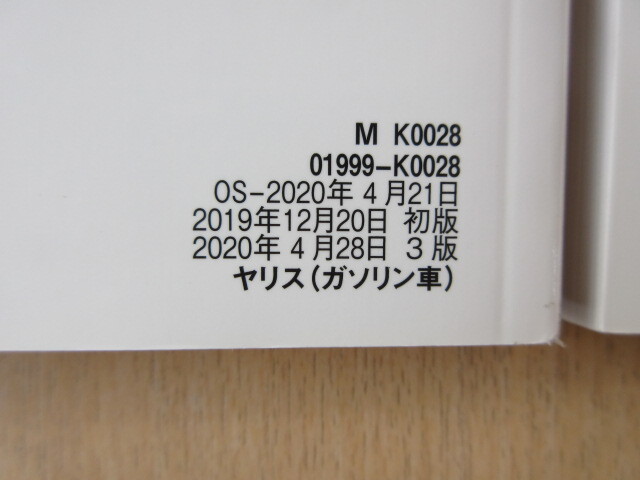 M K0028
01999-K0028
OS-2020年 4月21日
2019年12月20日 初版
2020年 4月28日 3版
ヤリス(ガソリン車)